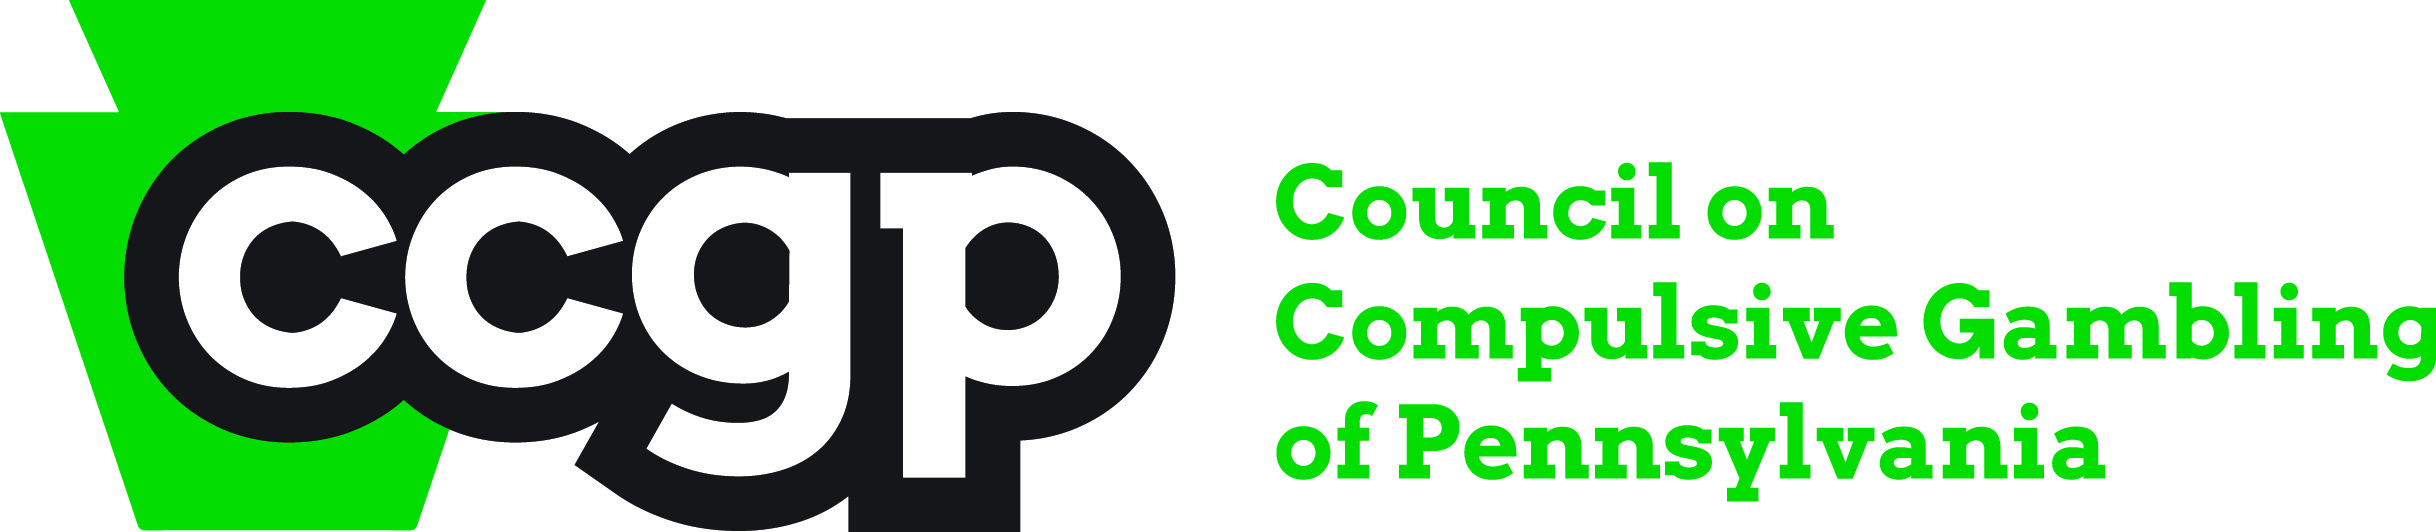 ccgp
Council on
Compulsive Gambling
of Pennsylvania